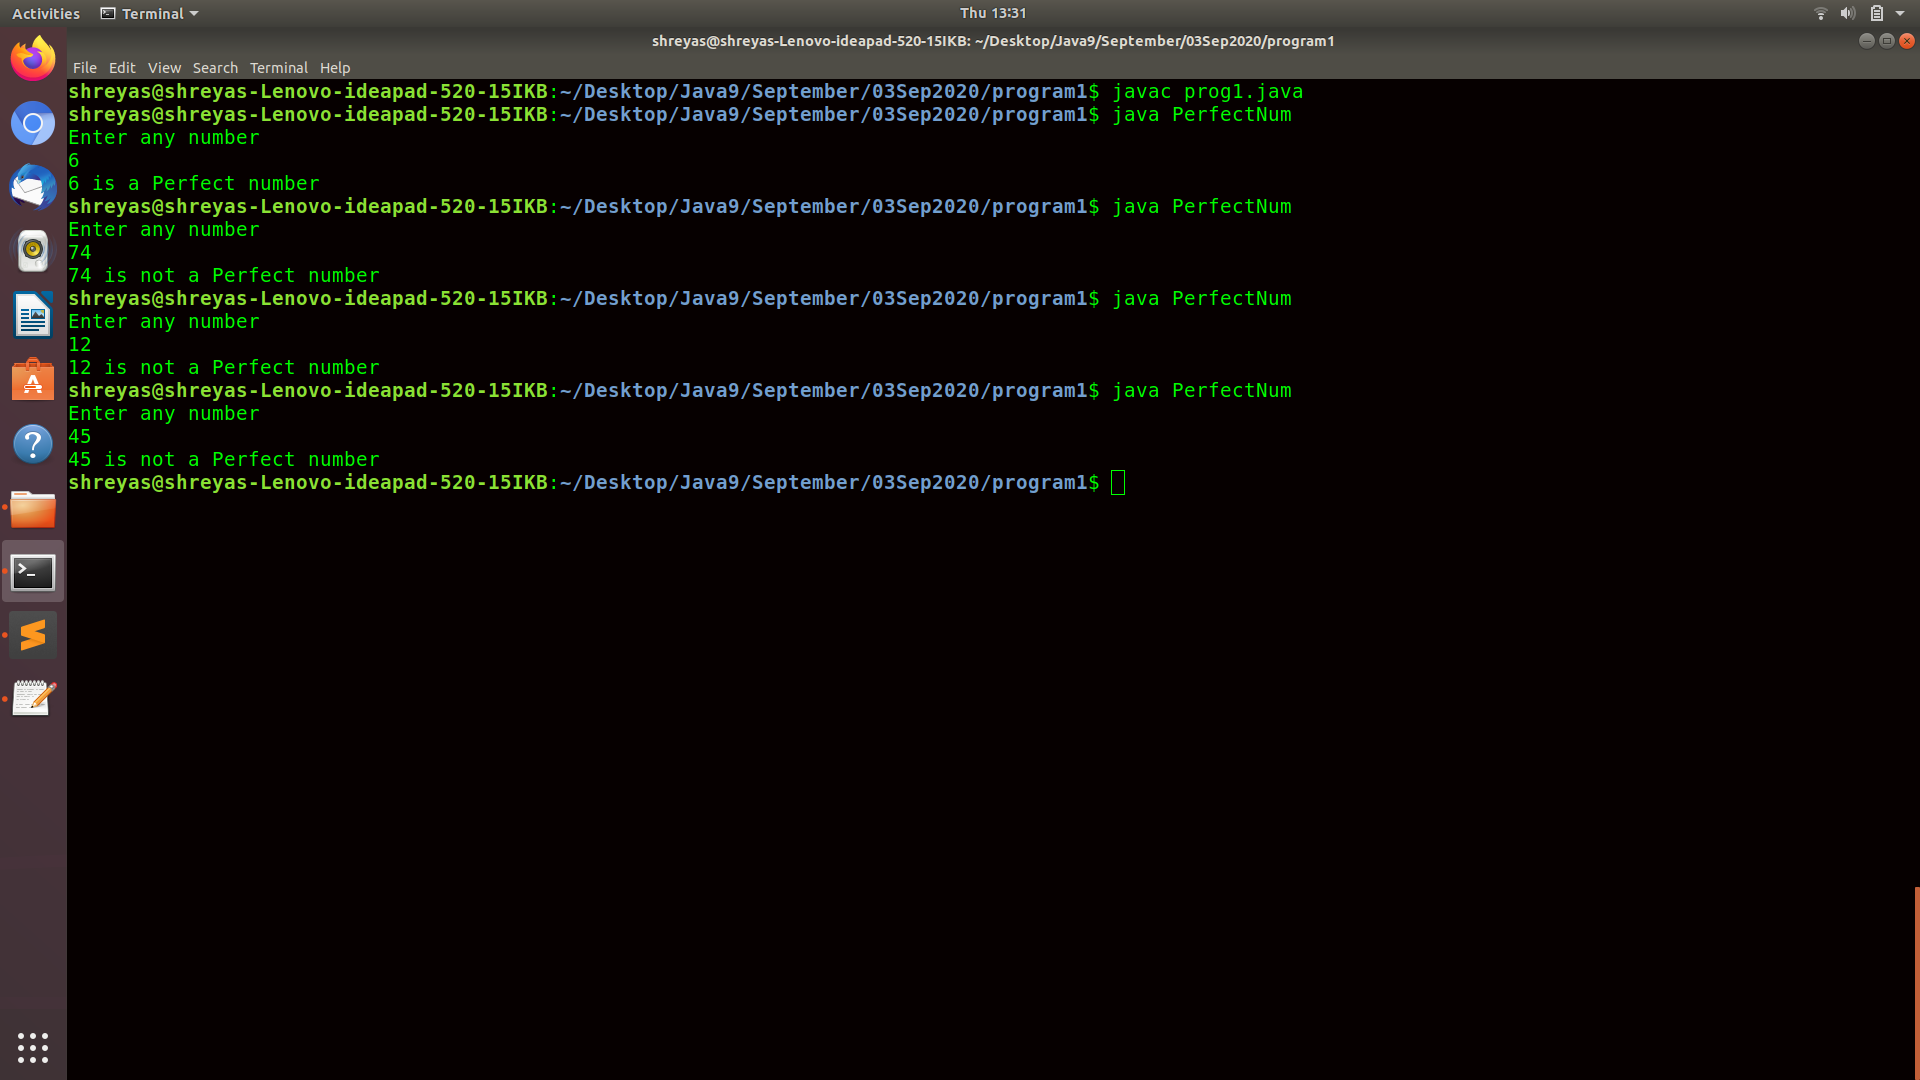 Activities Terminal Thu 13:31
shreyas@shreyas-Lenovo-ideapad-520-15IKB: ~/Desktop/Java9/September/03Sep2020/program1
File Edit View Search Terminal Help
shreyas@shreyas-Lenovo-ideapad-520-15IKB:~/Desktop/Java9/September/03Sep2020/program1$ javac prog1.java
shreyas@shreyas-Lenovo-ideapad-520-15IKB:~/Desktop/Java9/September/03Sep2020/program1$ java PerfectNum
Enter any number
6
6 is a Perfect number
shreyas@shreyas-Lenovo-ideapad-520-15IKB:~/Desktop/Java9/September/03Sep2020/program1$ java PerfectNum
Enter any number
74
74 is not a Perfect number
shreyas@shreyas-Lenovo-ideapad-520-15IKB:~/Desktop/Java9/September/03Sep2020/program1$ java PerfectNum
Enter any number
12
12 is not a Perfect number
shreyas@shreyas-Lenovo-ideapad-520-15IKB:~/Desktop/Java9/September/03Sep2020/program1$ java PerfectNum
Enter any number
45
45 is not a Perfect number
shreyas@shreyas-Lenovo-ideapad-520-15IKB:~/Desktop/Java9/September/03Sep2020/program1$